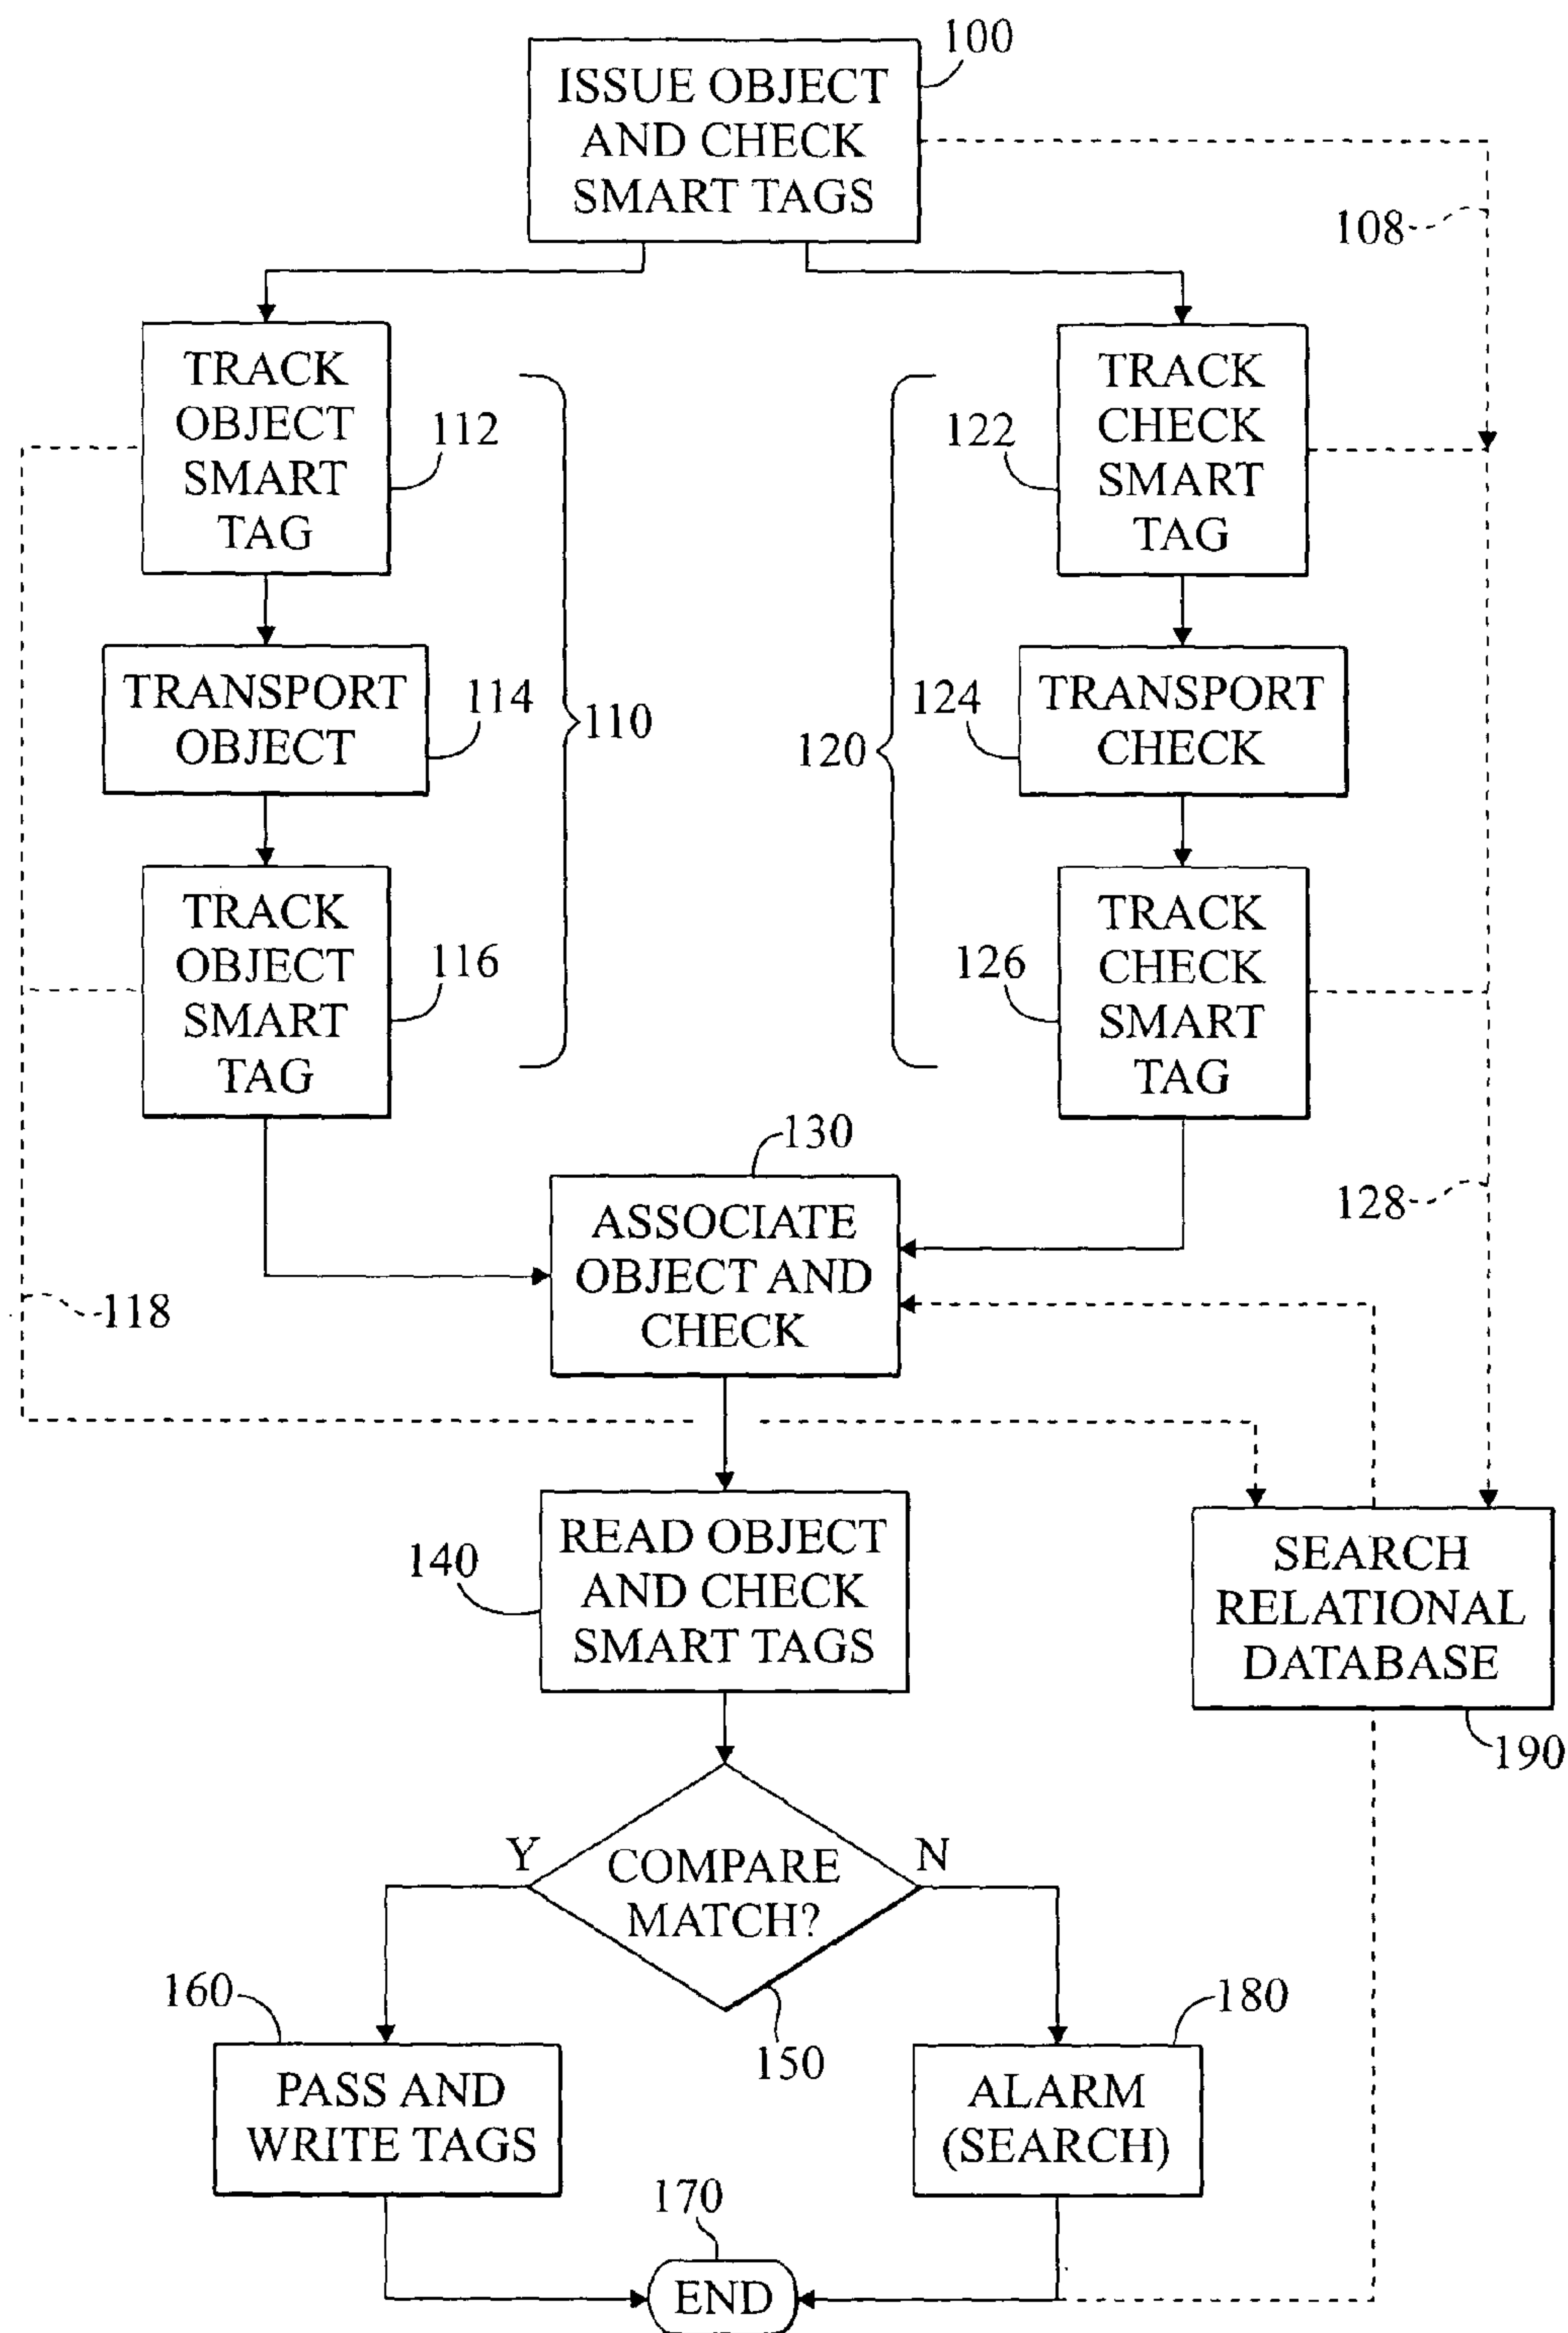 100
ISSUE OBJECT
AND CHECK
SMART TAGS
108
TRACK
OBJECT
SMART
TAG
112
122
TRACK
CHECK
SMART
TAG
TRANSPORT
OBJECT
114
110
120
124
TRANSPORT
CHECK
TRACK
OBJECT
SMART
TAG
116
126
TRACK
CHECK
SMART
TAG
130
ASSOCIATE
OBJECT AND
CHECK
118
128
140
READ OBJECT
AND CHECK
SMART TAGS
SEARCH
RELATIONAL
DATABASE
190
Y
COMPARE
MATCH?
N
150
160
PASS AND
WRITE TAGS
180
ALARM
(SEARCH)
170
END